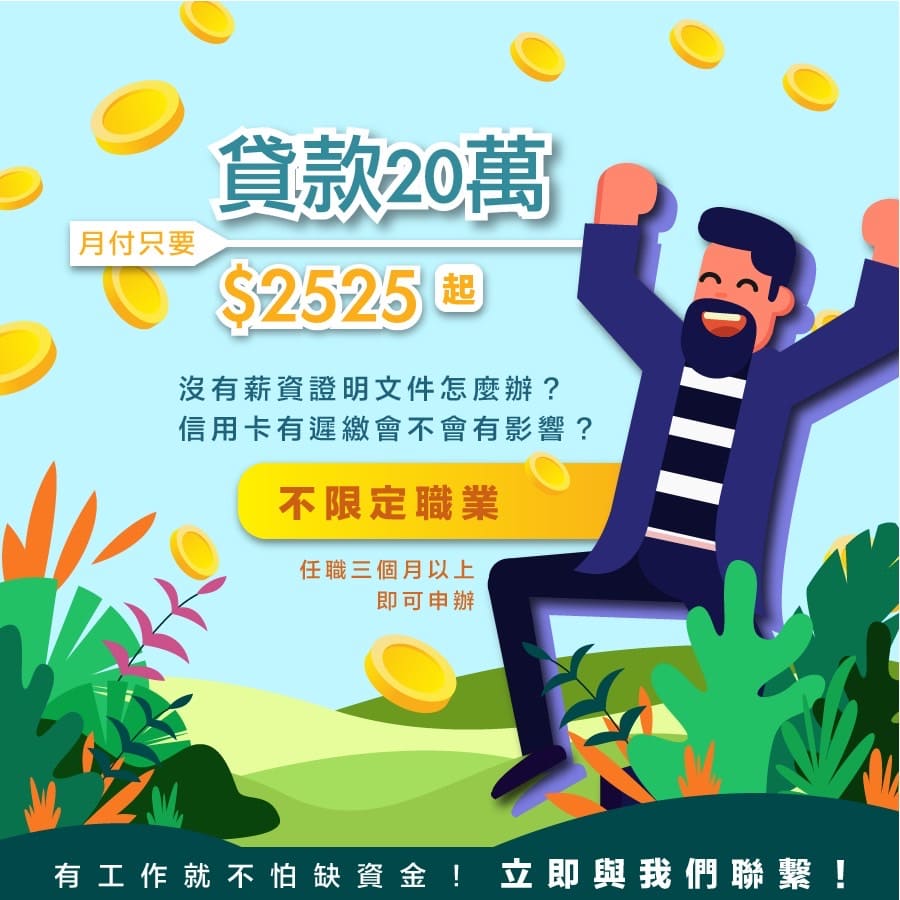 貸款20萬
月付只要
$2525 起
沒有薪資證明文件怎麼辦？
信用卡有遲繳會不會有影響？
不限定職業
任職三個月以上
即可申辦
有工作就不怕缺資金！ 立即與我們聯繫！